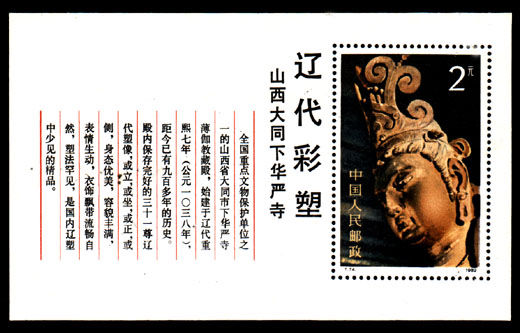 辽代彩塑
山西大同下华严寺
全国重点文物保护单位之
一的山西省大同市下华严寺
薄伽教藏殿，始建于辽代重
熙七年（公元一〇三八年），
距今已有九百多年的历史。
殿内保存完好的三十一尊辽
代塑像，或立或坐，或正、或
侧，身态优美，容貌丰满，
表情生动，衣饰飘带流畅自
然，塑法罕见，是国内辽塑
中少见的精品。
2元
中国人民邮政
T.74.
1982